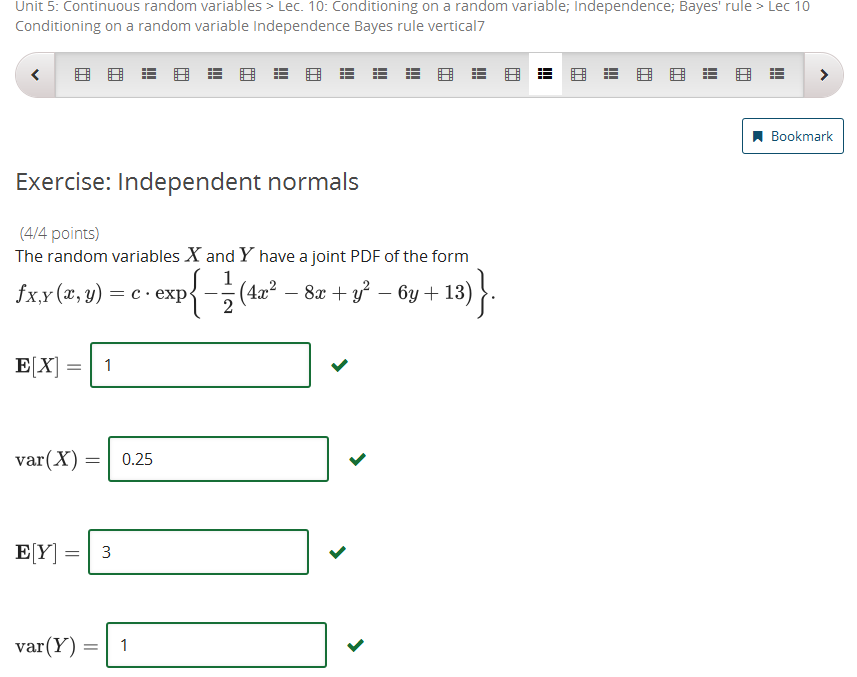 Unit 5: Continuous random variables > Lec. 10: Conditioning on a random variable; Independence; Bayes' rule > Lec 10
Conditioning on a random variable Independence Bayes rule vertical7
Bookmark
Exercise: Independent normals
(4/4 points)
The random variables X and Y have a joint PDF of the form
f_{X,Y}(x, y) = c · exp{−1/2(4x² − 8x + y² − 6y + 13)}.
E[X] = 1
var(X) = 0.25
E[Y] = 3
var(Y) = 1